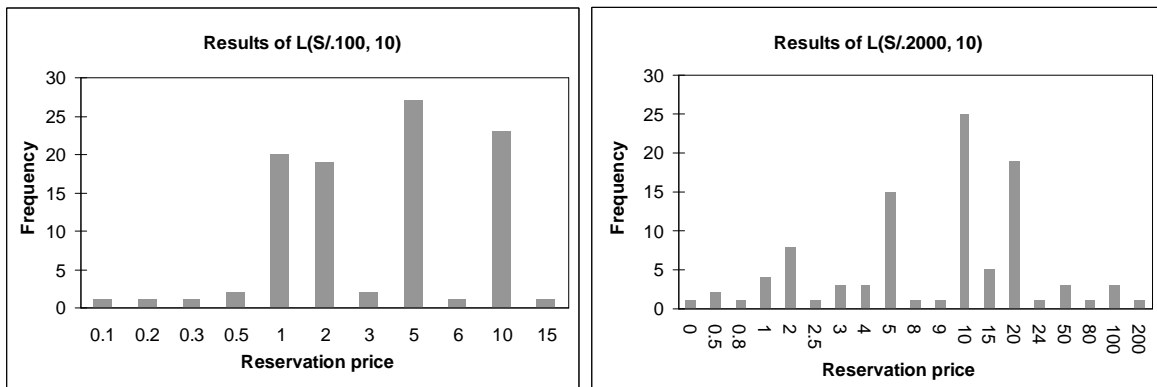 Results of L(S/.100, 10)
30
25
20
15
10
5
0
Frequency
0.1 0.2 0.3 0.5 1 2 3 5 6 10 15
Reservation price
Results of L(S/.2000, 10)
30
25
20
15
10
5
0
Frequency
0 0.5 0.8 1 2 2.5 3 4 5 8 9 10 15 20 24 50 80 100 200
Reservation price